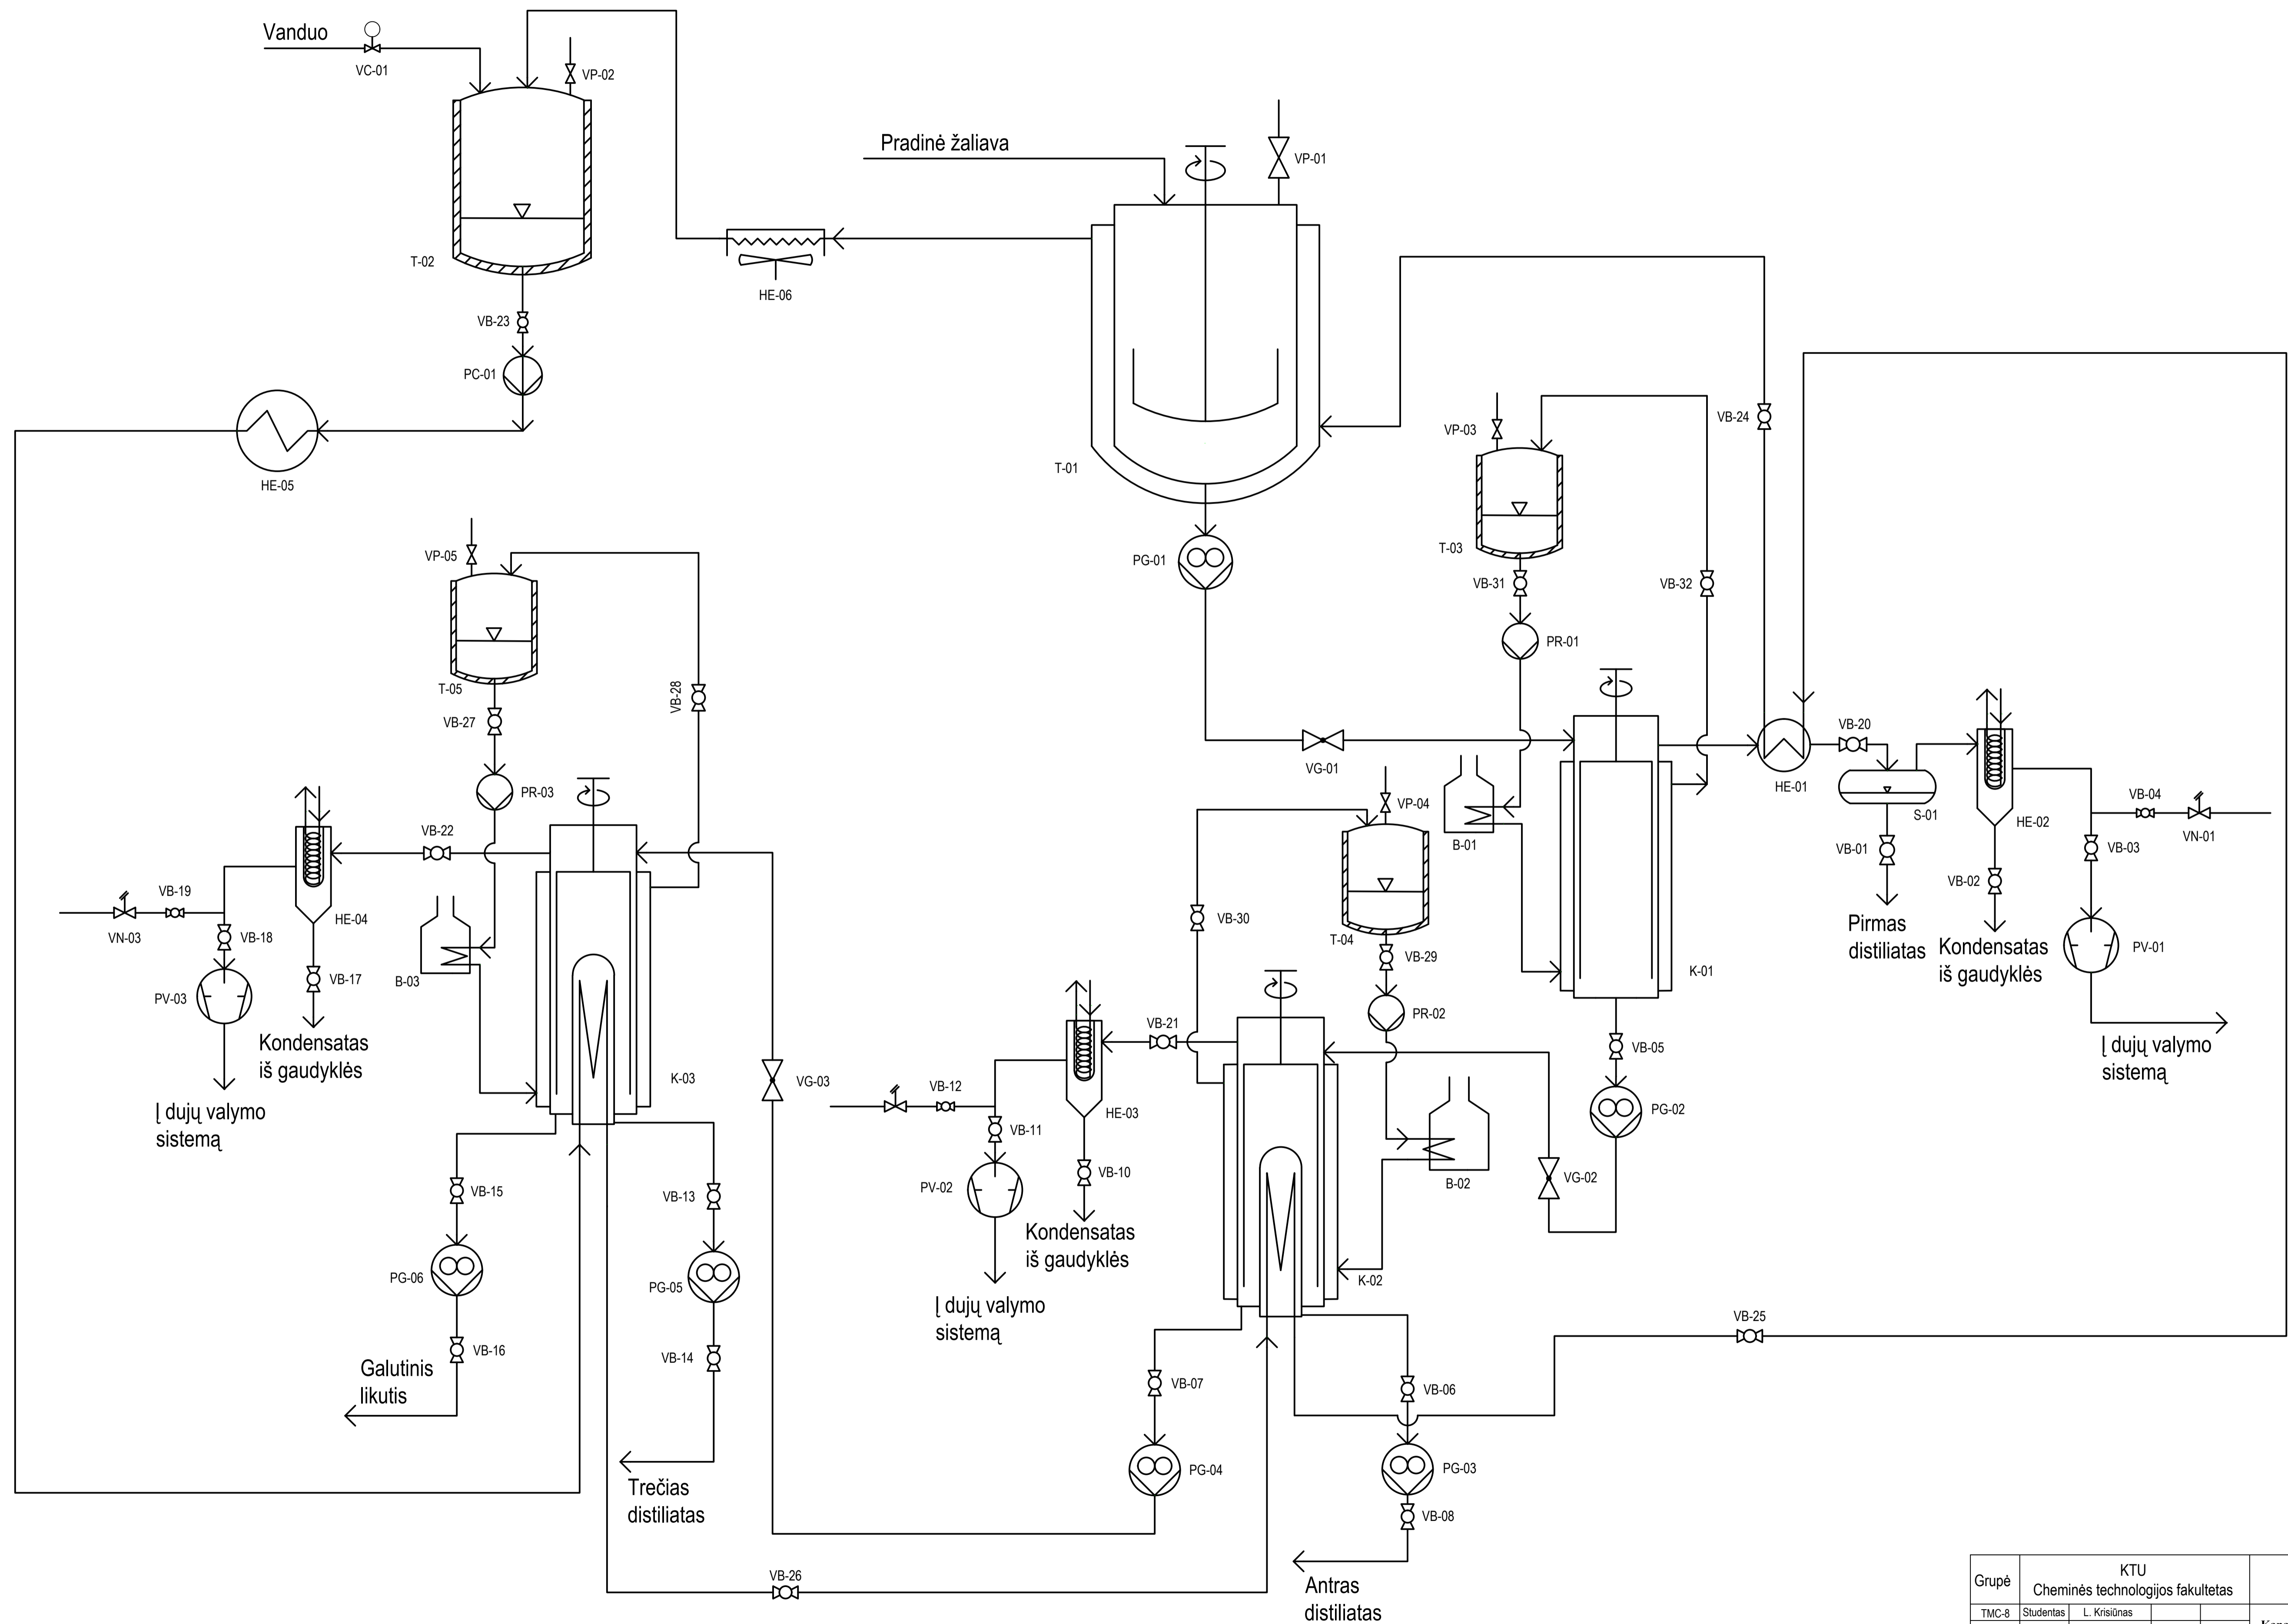 Vanduo
VC-01
VP-02
Pradinė žaliava
VP-01
T-02
HE-06
VB-23
PC-01
HE-05
T-01
VB-24
VP-03
T-03
PG-01
VB-31
VB-32
PR-01
VP-05
T-05
VB-28
VB-27
PR-03
VG-01
VB-20
HE-01
VB-04
S-01
HE-02
VN-01
VB-01
VB-03
VB-02
B-01
VP-04
VB-22
VB-19
HE-04
VN-03
VB-18
VB-30
T-04
VB-29
Pirmas
distiliatas
Kondensatas
iš gaudyklės
PV-01
K-01
PV-03
VB-17
B-03
Kondensatas
iš gaudyklės
PR-02
VB-21
VB-05
Į dujų valymo
sistemą
K-03
VG-03
VB-12
HE-03
PG-02
Į dujų valymo
sistemą
VB-11
VB-10
PV-02
B-02
VG-02
VB-15
VB-13
Kondensatas
iš gaudyklės
PG-06
PG-05
K-02
Į dujų valymo
sistemą
VB-25
VB-16
VB-14
Galutinis
likutis
VB-07
VB-06
PG-04
PG-03
Trečias
distiliatas
VB-08
VB-26
Antras
distiliatas
Grupė
KTU
Cheminės technologijos fakultetas
TMC-8
Studentas
L. Krisiūnas